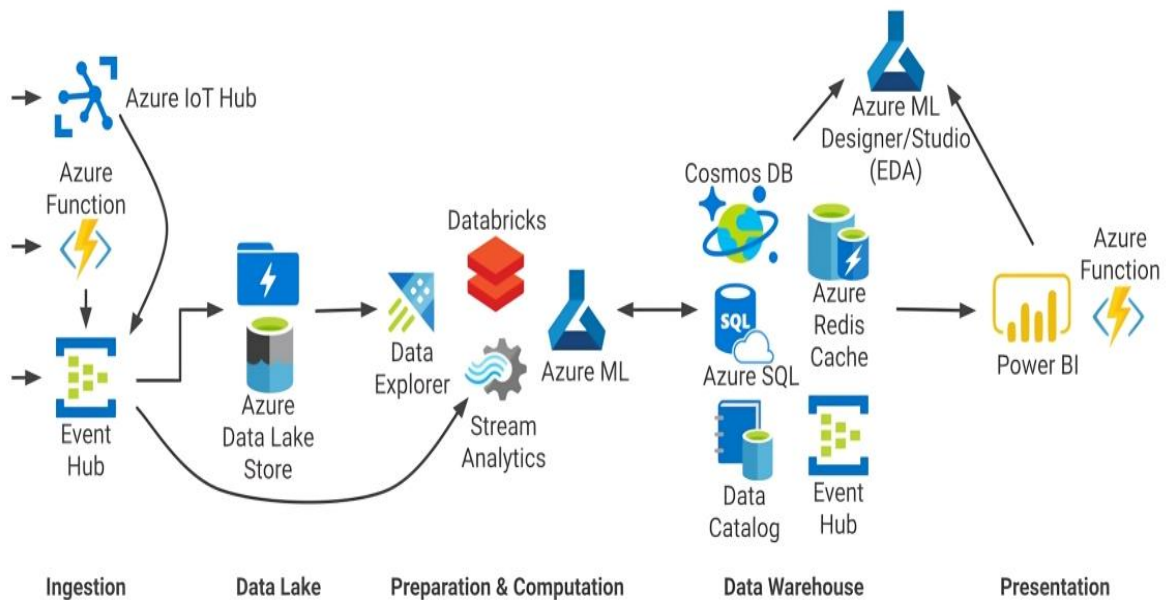 Azure IoT Hub
Azure
Function
Event
Hub
Azure
Data Lake
Store
Databricks
Data
Explorer
Stream
Analytics
Azure ML
Cosmos DB
SQL
Azure SQL
Azure
Redis
Cache
Data
Catalog
Event
Hub
Azure ML
Designer/Studio
(EDA)
Power BI
Azure
Function
Ingestion
Data Lake
Preparation & Computation
Data Warehouse
Presentation